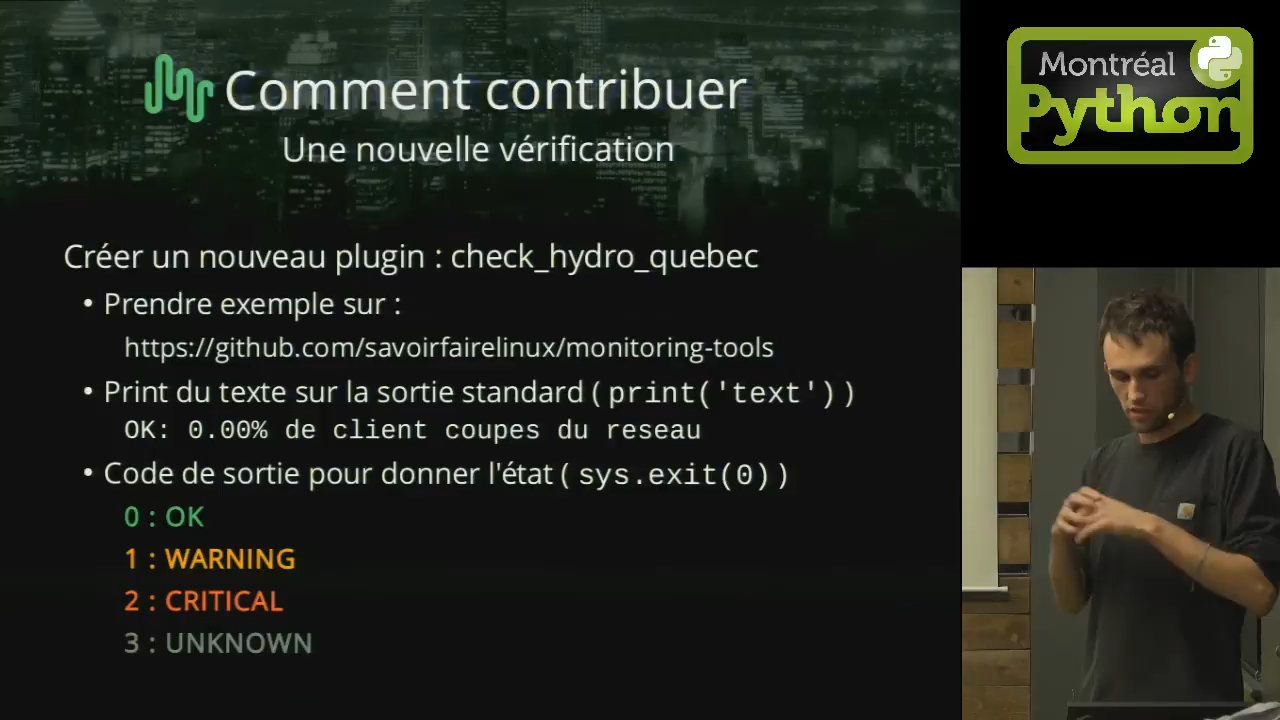 Comment contribuer
Une nouvelle vérification
Créer un nouveau plugin : check_hydro_quebec
• Prendre exemple sur :
https://github.com/savoirfairelinux/monitoring-tools
• Print du texte sur la sortie standard (print('text'))
OK: 0.00% de client coupes du reseau
• Code de sortie pour donner l'état (sys.exit(0))
0 : OK
1 : WARNING
2 : CRITICAL
3 : UNKNOWN
Montréal
Python